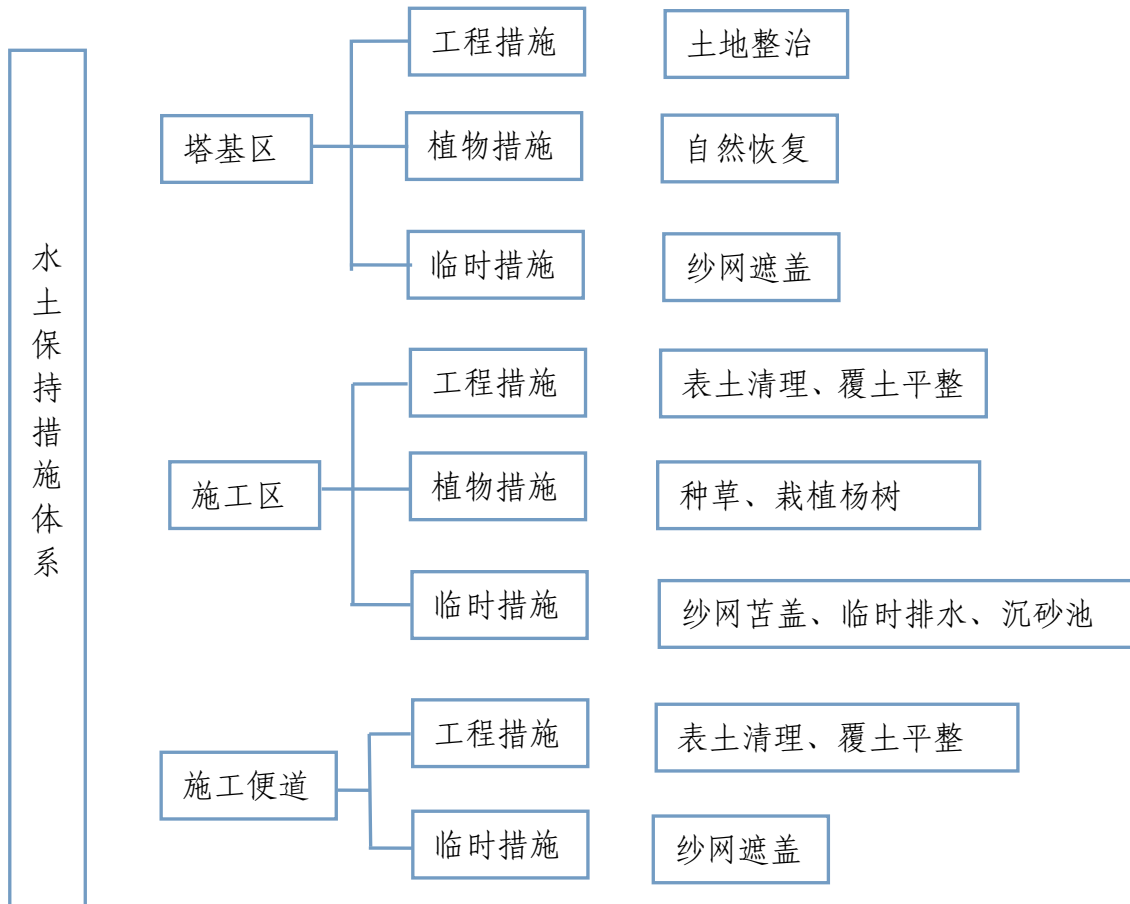 水土保持措施体系
塔基区
工程措施
土地整治
植物措施
自然恢复
临时措施
纱网遮盖
施工区
工程措施
表土清理、覆土平整
植物措施
种草、栽植杨树
临时措施
纱网苫盖、临时排水、沉砂池
施工便道
工程措施
表土清理、覆土平整
临时措施
纱网遮盖